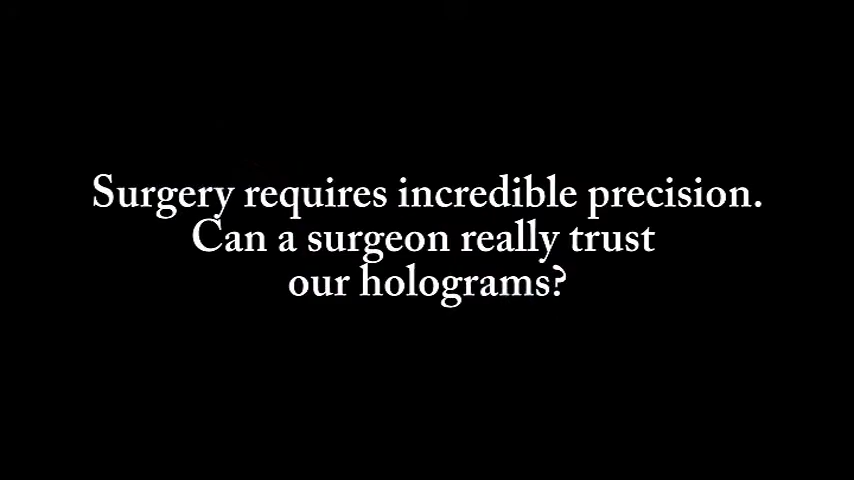 Surgery requires incredible precision.
Can a surgeon really trust
our holograms?